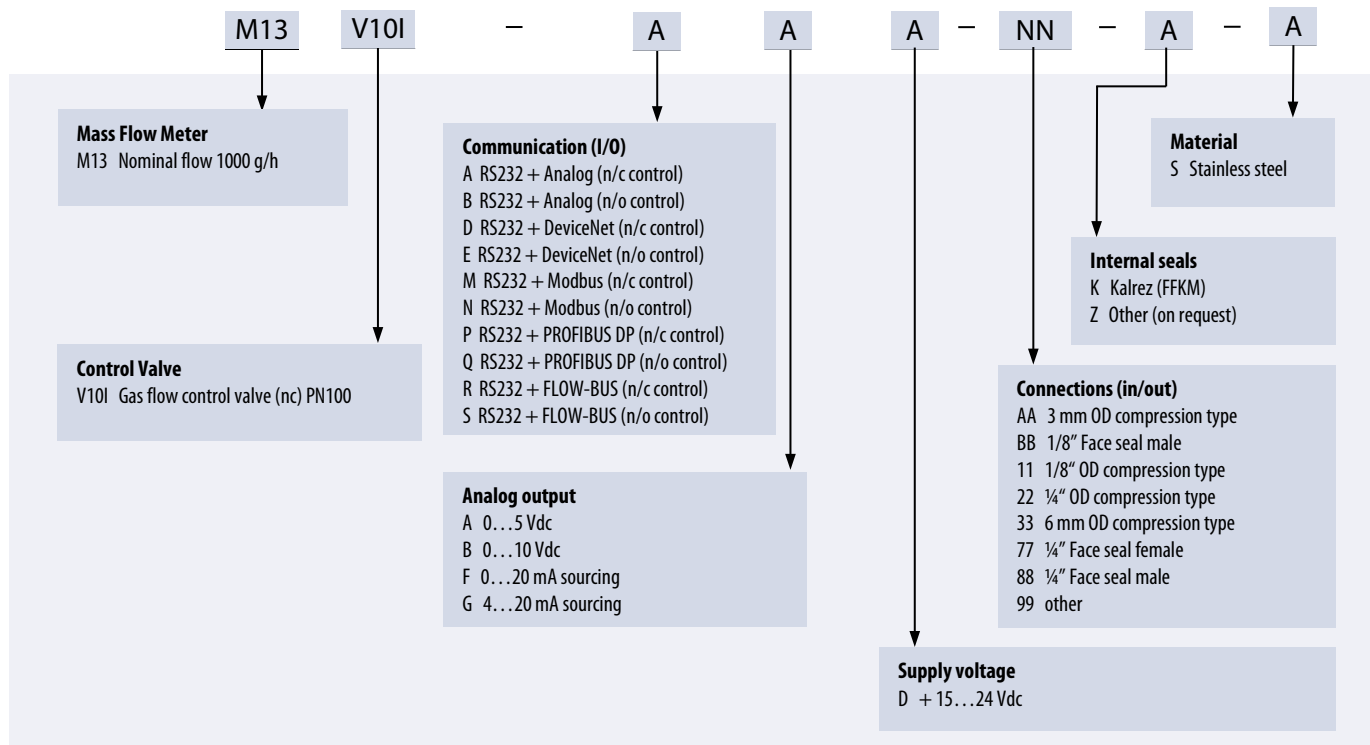 M13 V10I – A A A – NN – A – A
Mass Flow Meter
M13 Nominal flow 1000 g/h
Control Valve
V10I Gas flow control valve (nc) PN100
Communication (I/O)
A RS232 + Analog (n/c control)
B RS232 + Analog (n/o control)
D RS232 + DeviceNet (n/c control)
E RS232 + DeviceNet (n/o control)
M RS232 + Modbus (n/c control)
N RS232 + Modbus (n/o control)
P RS232 + PROFIBUS DP (n/c control)
Q RS232 + PROFIBUS DP (n/o control)
R RS232 + FLOW-BUS (n/c control)
S RS232 + FLOW-BUS (n/o control)
Analog output
A 0…5 Vdc
B 0…10 Vdc
F 0…20 mA sourcing
G 4…20 mA sourcing
Supply voltage
D + 15…24 Vdc
Connections (in/out)
AA 3 mm OD compression type
BB 1/8” Face seal male
11 1/8“ OD compression type
22 ¼“ OD compression type
33 6 mm OD compression type
77 ¼” Face seal female
88 ¼” Face seal male
99 other
Internal seals
K Kalrez (FFKM)
Z Other (on request)
Material
S Stainless steel